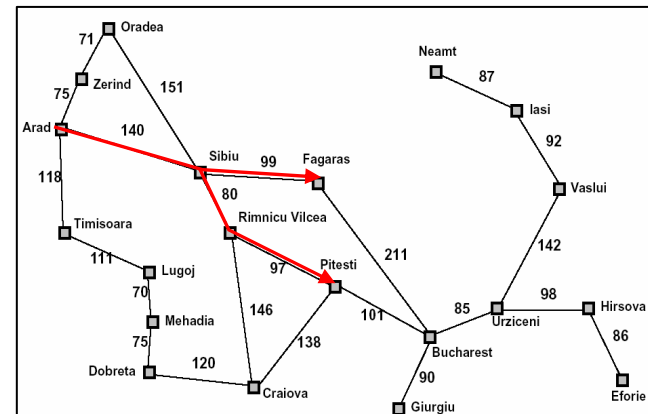 Oradea
71
Neamt
87
Zerind
151
75
Iasi
Arad
140
92
Sibiu
99
Fagaras
118
80
Vaslui
Timisoara
Rimnicu Vilcea
142
111
211
Lugoj
97
Pitesti
70
98
Hirsova
146
101
85
Urziceni
Mehadia
86
75
138
Bucharest
120
Dobreta
90
Craiova
Eforie
Giurgiu